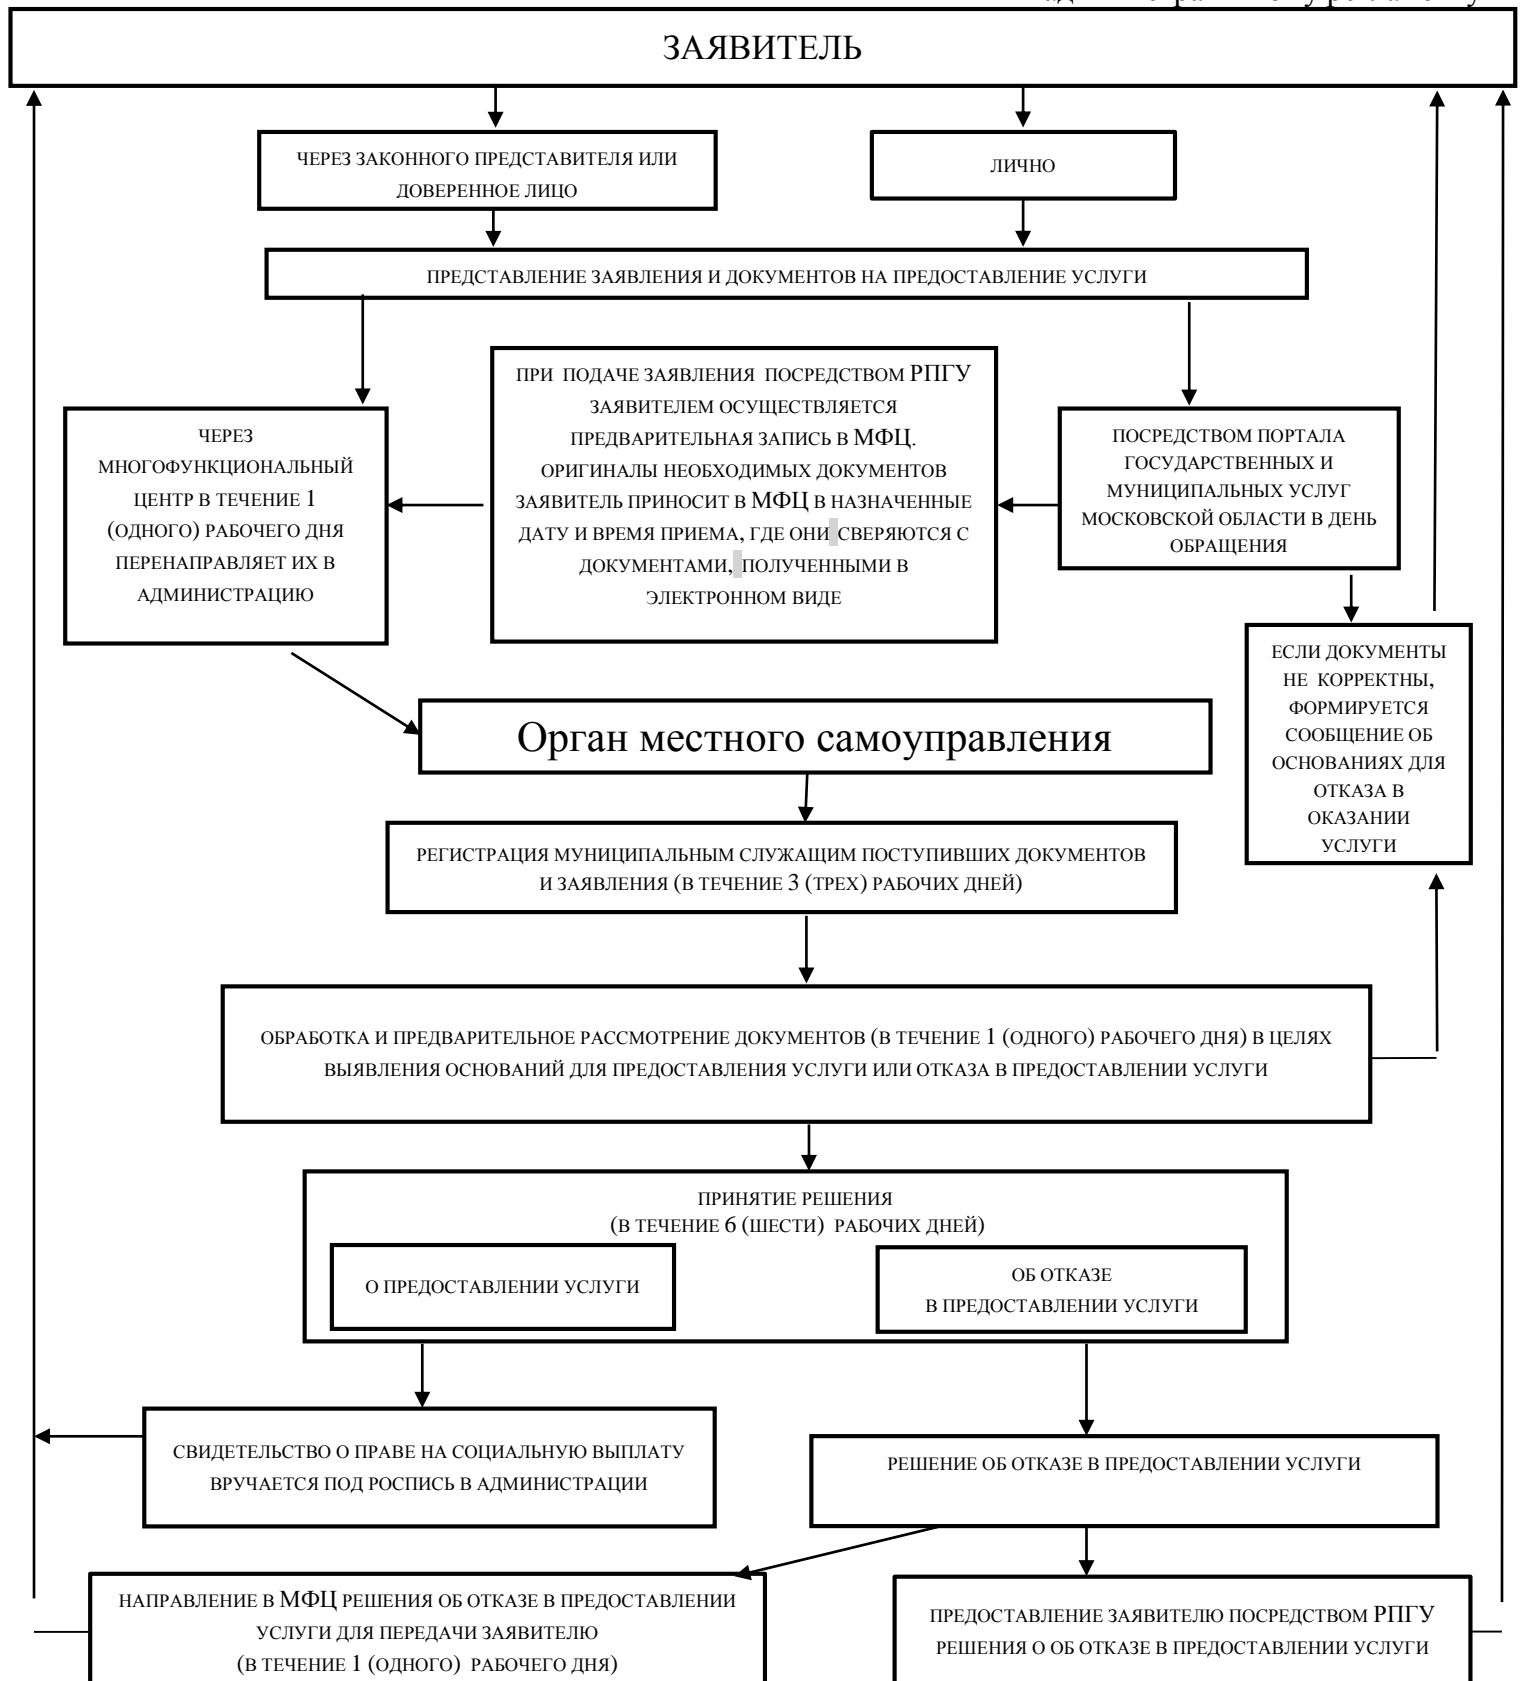 ЗАЯВИТЕЛЬ
ЧЕРЕЗ ЗАКОННОГО ПРЕДСТАВИТЕЛЯ ИЛИ
ДОВЕРЕННОЕ ЛИЦО
ЛИЧНО
ПРЕДСТАВЛЕНИЕ ЗАЯВЛЕНИЯ И ДОКУМЕНТОВ НА ПРЕДОСТАВЛЕНИЕ УСЛУГИ
ЧЕРЕЗ
МНОГОФУНКЦИОНАЛЬНЫЙ
ЦЕНТР В ТЕЧЕНИЕ 1
(ОДНОГО) РАБОЧЕГО ДНЯ
ПЕРЕНАПРАВЛЯЕТ ИХ В
АДМИНИСТРАЦИЮ
ПРИ ПОДАЧЕ ЗАЯВЛЕНИЯ ПОСРЕДСТВОМ РПГУ
ЗАЯВИТЕЛЕМ ОСУЩЕСТВЛЯЕТСЯ
ПРЕДВАРИТЕЛЬНАЯ ЗАПИСЬ В МФЦ.
ОРИГИНАЛЫ НЕОБХОДИМЫХ ДОКУМЕНТОВ
ЗАЯВИТЕЛЬ ПРИНОСИТ В МФЦ В НАЗНАЧЕННЫЕ
ДАТУ И ВРЕМЯ ПРИЕМА, ГДЕ ОНИ СВЕРЯЮТСЯ С
ДОКУМЕНТАМИ, ПОЛУЧЕННЫМИ В
ЭЛЕКТРОННОМ ВИДЕ
ПОСРЕДСТВОМ ПОРТАЛА
ГОСУДАРСТВЕННЫХ И
МУНИЦИПАЛЬНЫХ УСЛУГ
МОСКОВСКОЙ ОБЛАСТИ В ДЕНЬ
ОБРАЩЕНИЯ
ЕСЛИ ДОКУМЕНТЫ
НЕ КОРРЕКТНЫ,
ФОРМИРУЕТСЯ
СООБЩЕНИЕ ОБ
ОСНОВАНИЯХ ДЛЯ
ОТКАЗА В
ОКАЗАНИИ
УСЛУГИ
Орган местного самоуправления
РЕГИСТРАЦИЯ МУНИЦИПАЛЬНЫМ СЛУЖАЩИМ ПОСТУПИВШИХ ДОКУМЕНТОВ
И ЗАЯВЛЕНИЯ (В ТЕЧЕНИЕ 3 (ТРЕХ) РАБОЧИХ ДНЕЙ)
ОБРАБОТКА И ПРЕДВАРИТЕЛЬНОЕ РАССМОТРЕНИЕ ДОКУМЕНТОВ (В ТЕЧЕНИЕ 1 (ОДНОГО) РАБОЧЕГО ДНЯ) В ЦЕЛЯХ
ВЫЯВЛЕНИЯ ОСНОВАНИЙ ДЛЯ ПРЕДОСТАВЛЕНИЯ УСЛУГИ ИЛИ ОТКАЗА В ПРЕДОСТАВЛЕНИИ УСЛУГИ
ПРИНЯТИЕ РЕШЕНИЯ
(В ТЕЧЕНИЕ 6 (ШЕСТИ) РАБОЧИХ ДНЕЙ)
О ПРЕДОСТАВЛЕНИИ УСЛУГИ
ОБ ОТКАЗЕ
В ПРЕДОСТАВЛЕНИИ УСЛУГИ
СВИДЕТЕЛЬСТВО О ПРАВЕ НА СОЦИАЛЬНУЮ ВЫПЛАТУ
ВРУЧАЕТСЯ ПОД РОСПИСЬ В АДМИНИСТРАЦИИ
РЕШЕНИЕ ОБ ОТКАЗЕ В ПРЕДОСТАВЛЕНИИ УСЛУГИ
НАПРАВЛЕНИЕ В МФЦ РЕШЕНИЯ ОБ ОТКАЗЕ В ПРЕДОСТАВЛЕНИИ
УСЛУГИ ДЛЯ ПЕРЕДАЧИ ЗАЯВИТЕЛЮ
(В ТЕЧЕНИЕ 1 (ОДНОГО) РАБОЧЕГО ДНЯ)
ПРЕДОСТАВЛЕНИЕ ЗАЯВИТЕЛЮ ПОСРЕДСТВОМ РПГУ
РЕШЕНИЯ О ОБ ОТКАЗЕ В ПРЕДОСТАВЛЕНИИ УСЛУГИ